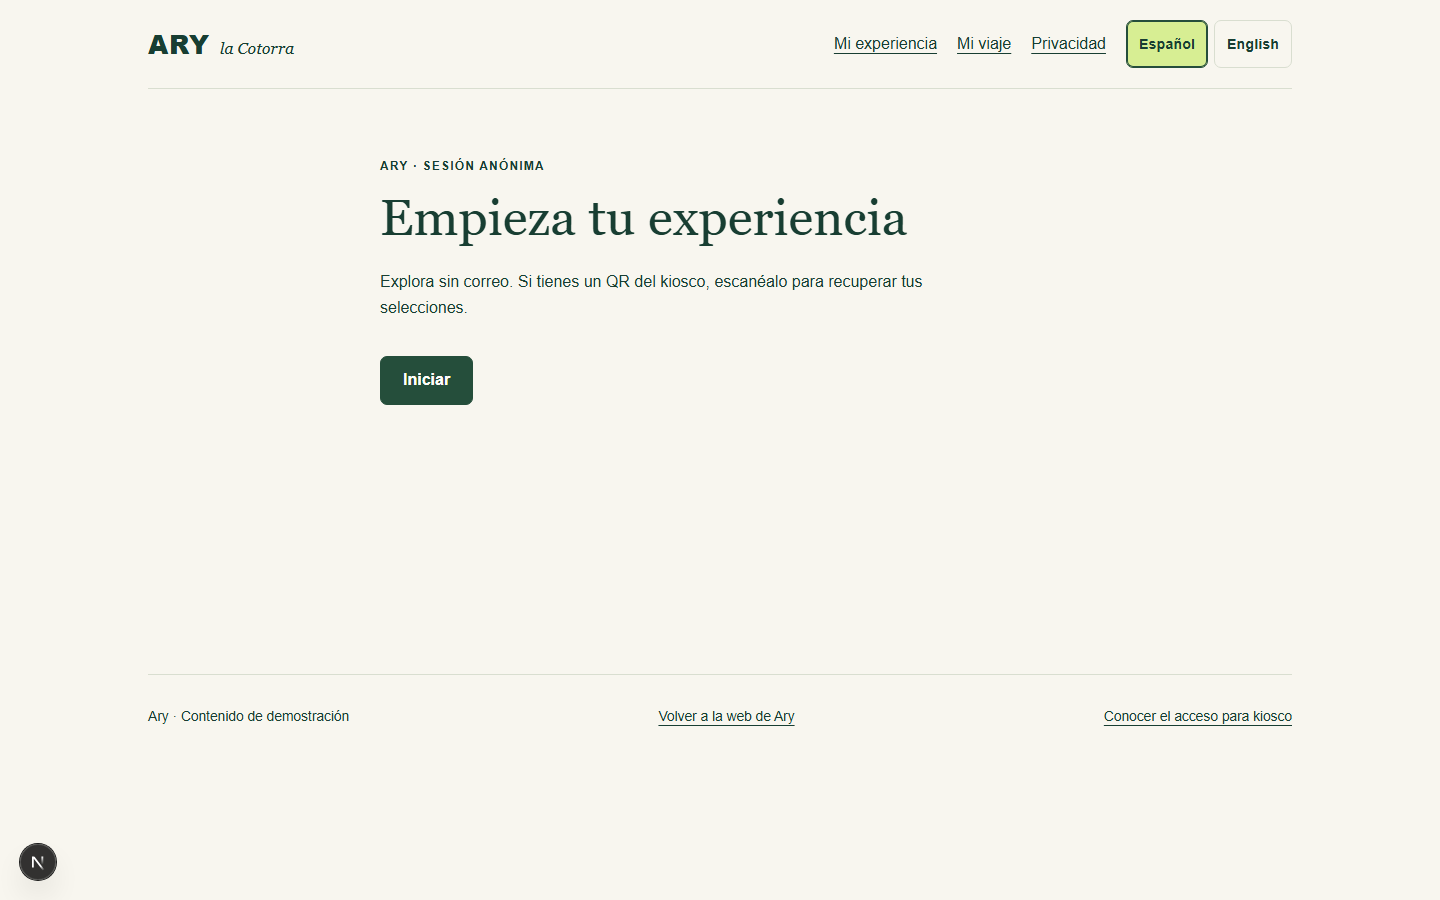 ARY la Cotorra
Mi experiencia Mi viaje Privacidad Español English
ARY · SESIÓN ANÓNIMA
Empieza tu experiencia
Explora sin correo. Si tienes un QR del kiosco, escanéalo para recuperar tus
selecciones.
Iniciar
Ary · Contenido de demostración Volver a la web de Ary Conocer el acceso para kiosco
N